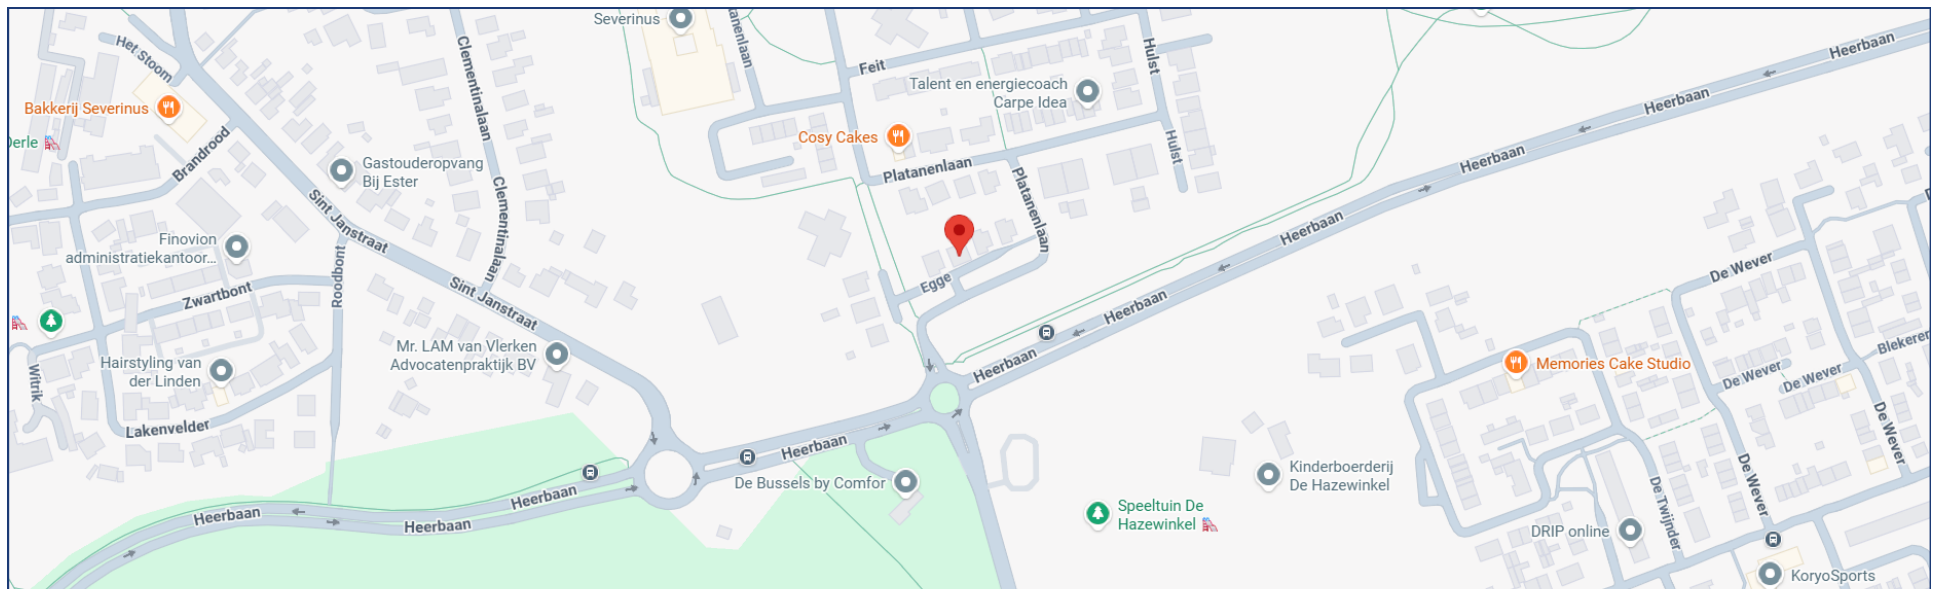 Severinus
Het Stoom
Clementinalaan
Hulst
Heerbaan
Feit
Talent en energiecoach
Carpe Idea
Bakkerij Severinus
Heerbaan
Cosy Cakes
Brandrood
Hulst
Heerbaan
Gastouderopvang
Bij Ester
Platanenlaan
Clementinalaan
Platanenlaan
Sint Janstraat
Heerbaan
Finovion
administratiekantoor...
De Wever
Roodbont
Egge
Sint Janstraat
Zwartbont
Heerbaan
Mr. LAM van Vlerken
Advocatenpraktijk BV
Heerbaan
Hairstyling van
der Linden
Witrik
Memories Cake Studio
De Wever
De Wever
De Wever
Lakenvelder
Heerbaan
De Bussels by Comfor
Kinderboerderij
De Hazewinkel
De Wever
Heerbaan
Heerbaan
Heerbaan
Speeltuin De
Hazewinkel
De Twijnder
DRIP online
KoryoSports